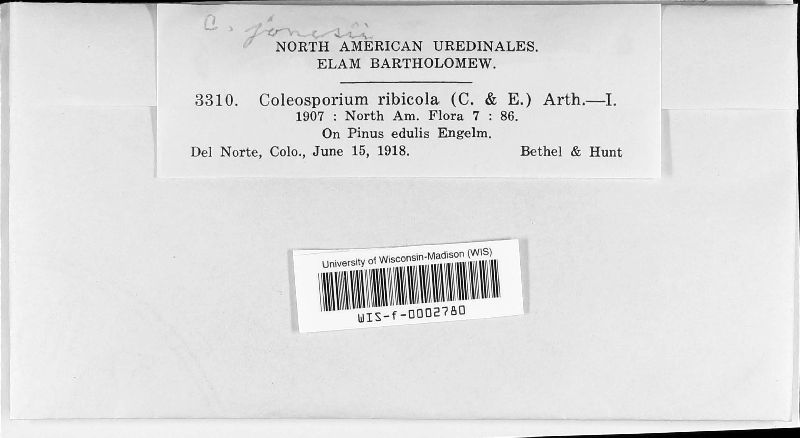 C. jonesii
NORTH AMERICAN UREDINALES.
ELAM BARTHOLOMEW.
3310. Coleosporium ribicola (C. & E.) Arth.—I.
1907 : North Am. Flora 7 : 86.
On Pinus edulis Engelm.
Del Norte, Colo., June 15, 1918. Bethel & Hunt
University of Wisconsin-Madison (WIS)
WIS-f-0002780